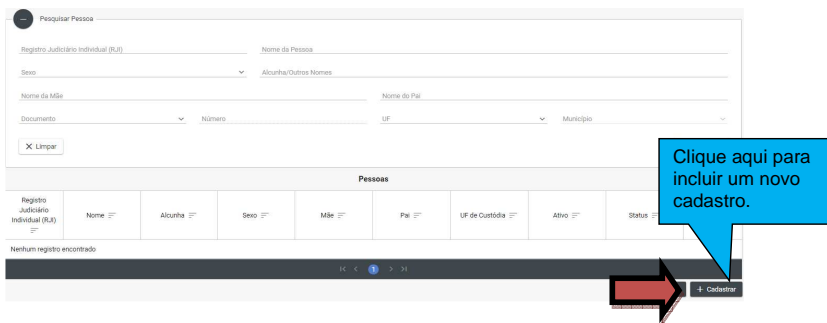 Pesquisar Pessoa
Registro Judiciário Individual (RJI) Nome da Pessoa
Sexo Alcunha/Outros Nomes
Nome da Mãe Nome do Pai
Documento Número UF Município
X Limpar
Clique aqui para
incluir um novo
cadastro.
Pessoas
Registro
Judiciário
Individual (RJI)
Nome Alcunha Sexo Mãe Pai UF de Custódia Ativo Status
Nenhum registro encontrado
1
+ Cadastrar